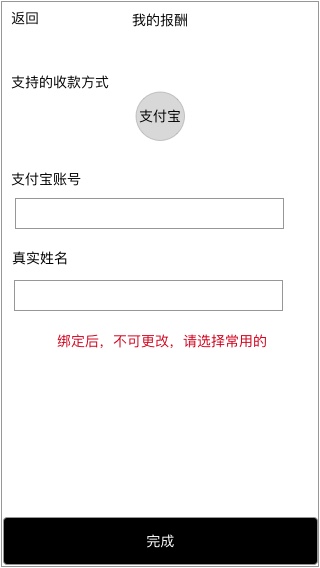 返回
我的报酬
支持的收款方式
支付宝
支付宝账号
真实姓名
绑定后，不可更改，请选择常用的
完成